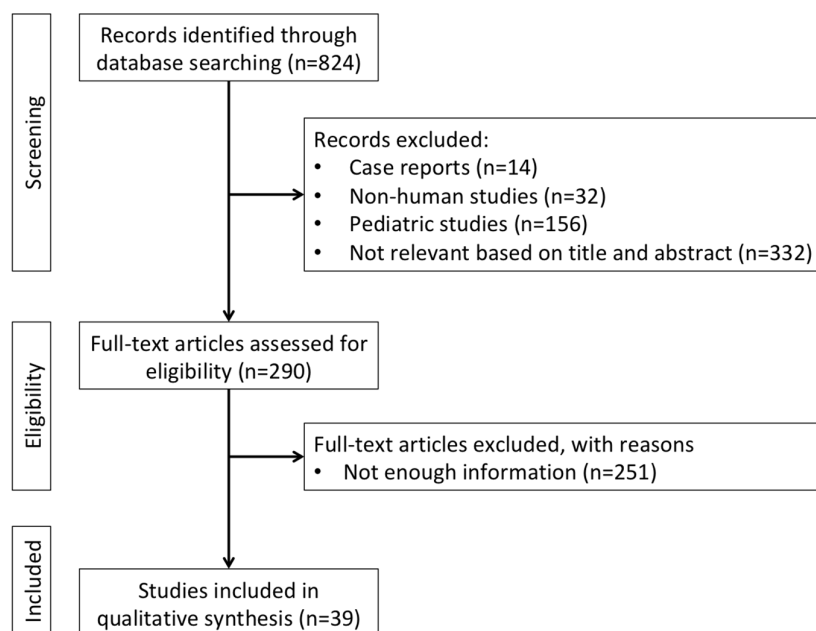 Screening
Records identified through
database searching (n=824)
Records excluded:
• Case reports (n=14)
• Non-human studies (n=32)
• Pediatric studies (n=156)
• Not relevant based on title and abstract (n=332)
Eligibility
Full-text articles assessed for
eligibility (n=290)
Full-text articles excluded, with reasons
• Not enough information (n=251)
Included
Studies included in
qualitative synthesis (n=39)